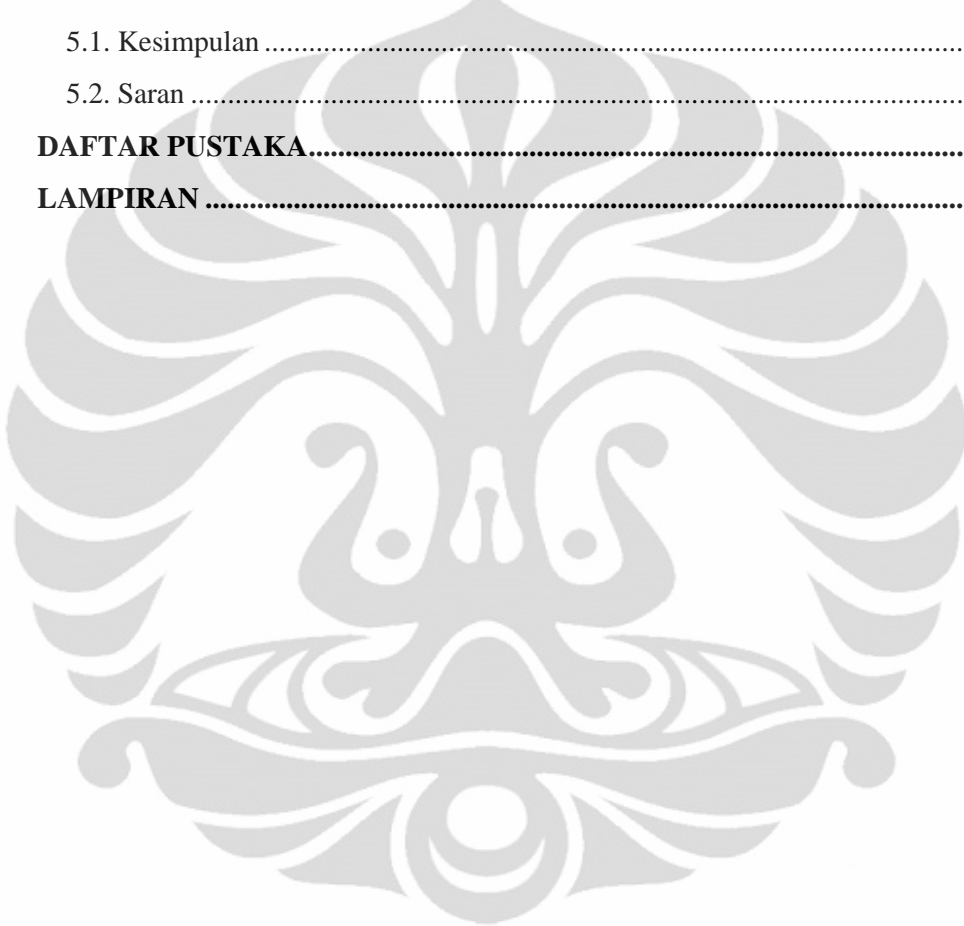 5.1. Kesimpulan ................................................................................................
5.2. Saran ..........................................................................................................
DAFTAR PUSTAKA..........................................................................................
LAMPIRAN ........................................................................................................